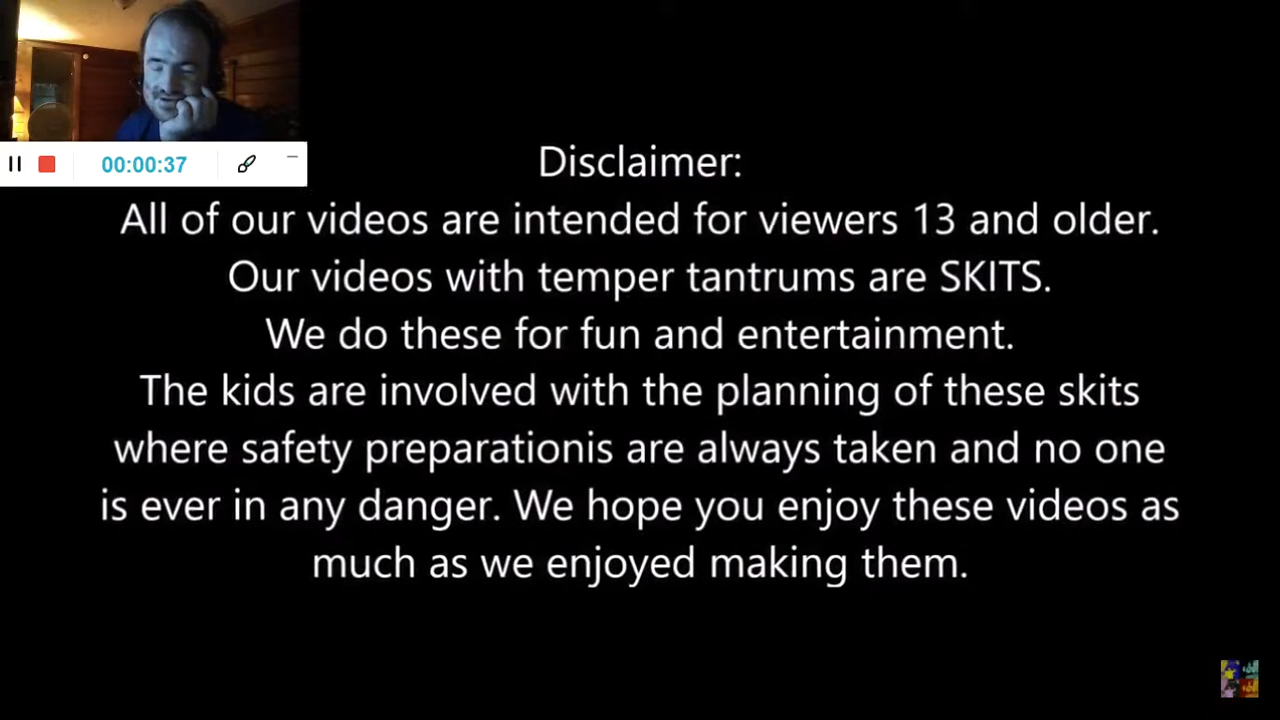 00:00:37
Disclaimer:
All of our videos are intended for viewers 13 and older.
Our videos with temper tantrums are SKITS.
We do these for fun and entertainment.
The kids are involved with the planning of these skits
where safety preparationis are always taken and no one
is ever in any danger. We hope you enjoy these videos as
much as we enjoyed making them.